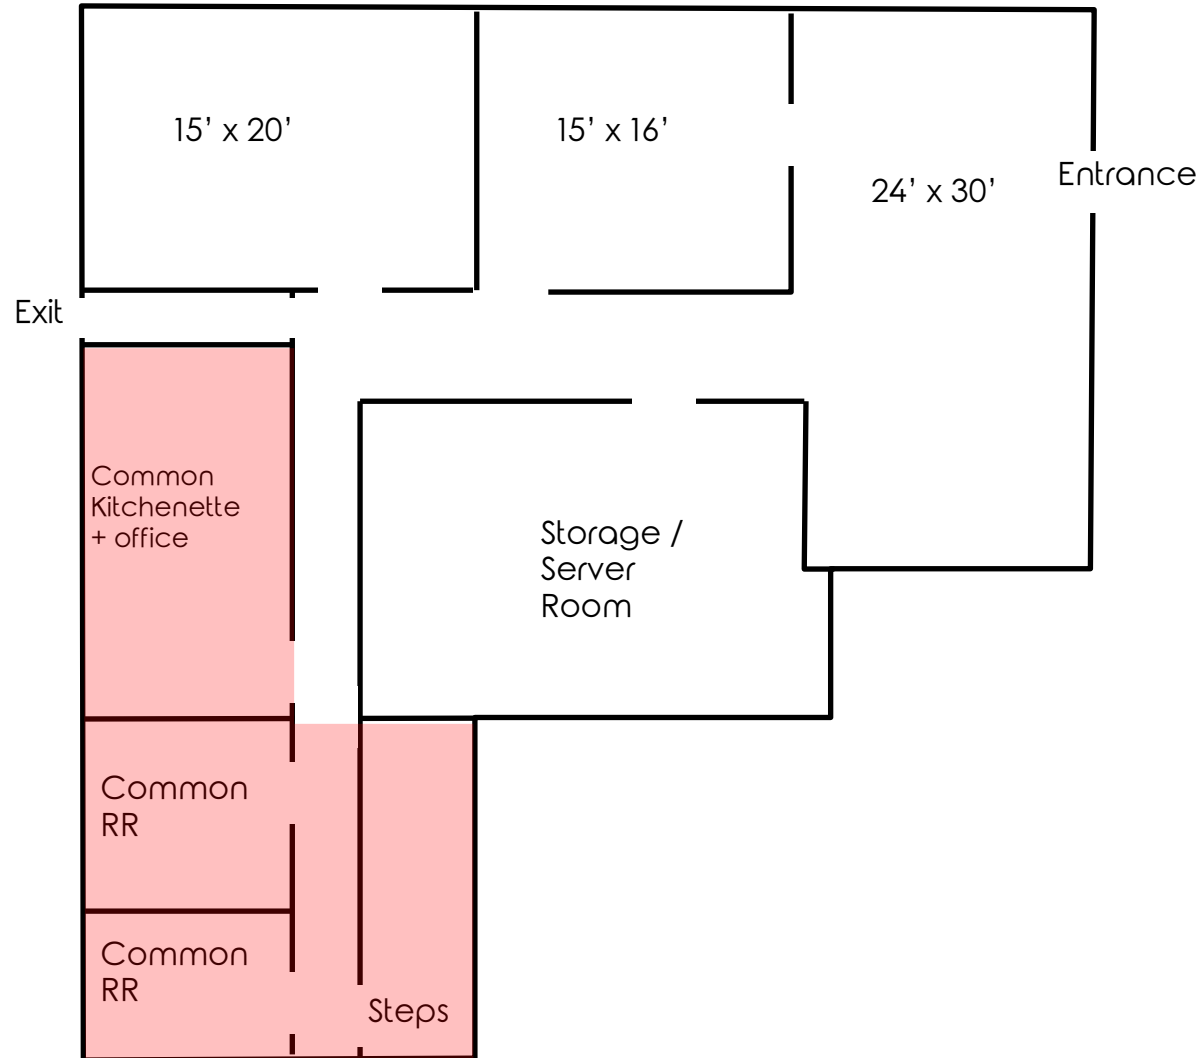 15’ x 20’
15’ x 16’
24’ x 30’
Entrance
Exit
Common
Kitchenette
+ office
Storage /
Server
Room
Common
RR
Common
RR
Steps